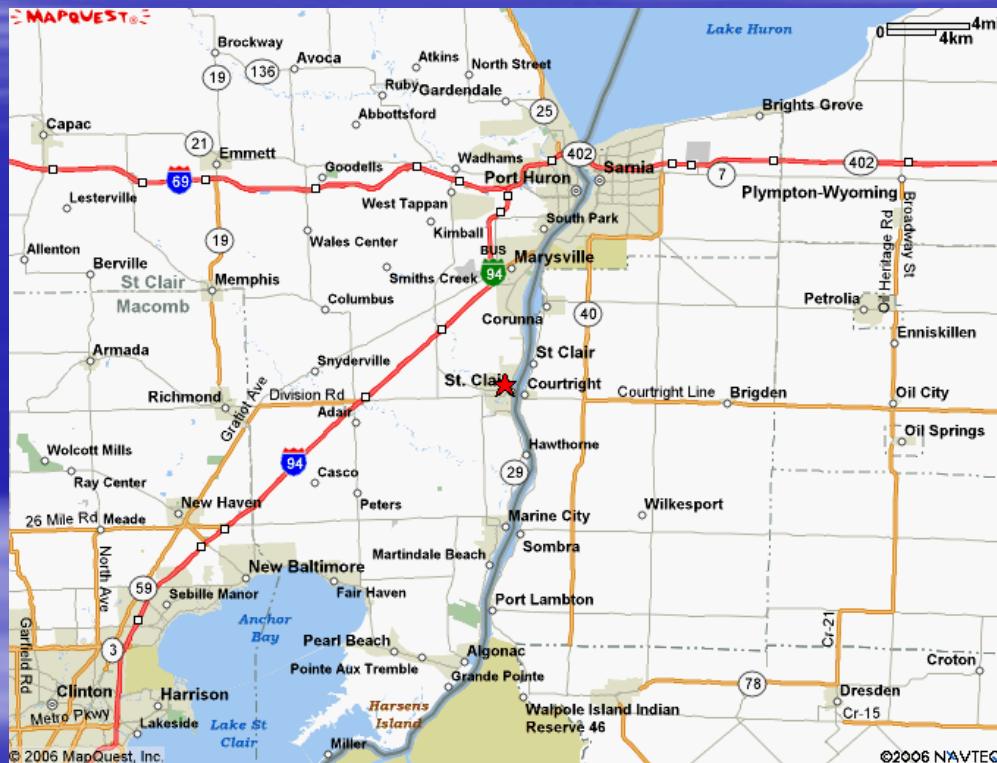 MAPQUEST®
Lake Huron
0 4mi
4km
Brockway
Avoca
Atkins
North Street
19
136
Ruby
Gardendale
Abbottsford
25
Brights Grove
Capac
21
Emmett
Goodells
Wadhams
402
Sarnia
7
402
69
Port Huron
Plympton-Wyoming
Lesterville
West Tappan
South Park
Kimball
Allenton
19
Wales Center
BUS
94
Marysville
Oil Heritage Rd
Broadway St
Berville
St Clair
Macomb
Memphis
Smiths Creek
Columbus
Corunna
40
Petrolia
Enniskillen
Armada
Snyderville
St Clair
St. Clair
Courtright
Richmond
Gratiot Ave
Division Rd
Adair
Courtright Line
Brigden
Oil City
Oil Springs
Hawthorne
Wolcott Mills
Ray Center
94
Casco
29
Peters
New Haven
Wilkesport
26 Mile Rd
Meade
Marine City
Sombra
Martindale Beach
North Ave
New Baltimore
59
Sebille Manor
Fair Haven
Port Lambton
Anchor
Bay
Garfield Rd
3
Pearl Beach
Pointe Aux Tremble
Algonac
Grande Pointe
Cr-21
Croton
Clinton
Harrison
Metro Pkwy
Lakeside
Lake St
Clair
Harsens
Island
Walpole Island Indian
Reserve 46
78
Dresden
Cr-15
Miller
© 2006 MapQuest, Inc.
©2006 NAVTEQ